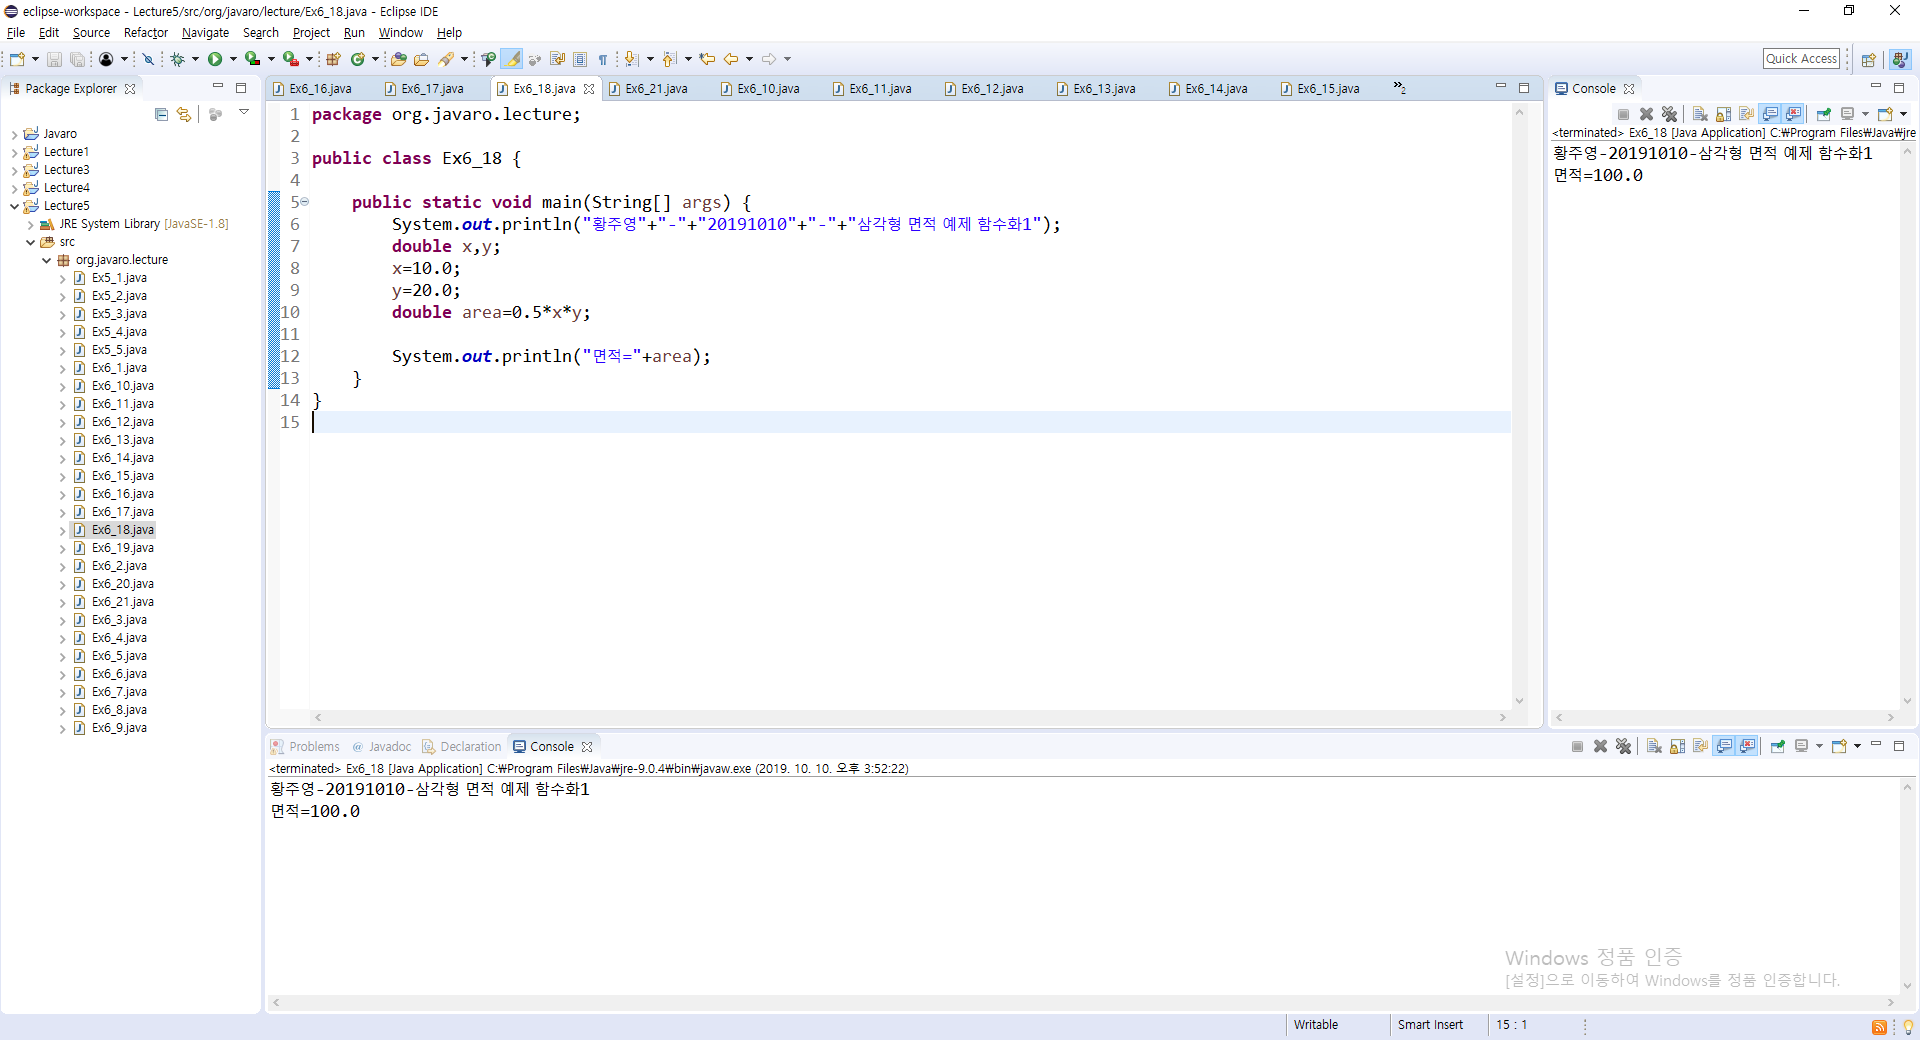 eclipse-workspace - Lecture5/src/org/javaro/lecture/Ex6_18.java - Eclipse IDE
File Edit Source Refactor Navigate Search Project Run Window Help
Quick Access
Package Explorer
Javaro
Lecture1
Lecture3
Lecture4
Lecture5
JRE System Library [JavaSE-1.8]
src
org.javaro.lecture
Ex5_1.java
Ex5_2.java
Ex5_3.java
Ex5_4.java
Ex5_5.java
Ex6_1.java
Ex6_10.java
Ex6_11.java
Ex6_12.java
Ex6_13.java
Ex6_14.java
Ex6_15.java
Ex6_16.java
Ex6_17.java
Ex6_18.java
Ex6_19.java
Ex6_2.java
Ex6_20.java
Ex6_21.java
Ex6_3.java
Ex6_4.java
Ex6_5.java
Ex6_6.java
Ex6_7.java
Ex6_8.java
Ex6_9.java
Ex6_16.java Ex6_17.java Ex6_18.java Ex6_21.java Ex6_10.java Ex6_11.java Ex6_12.java Ex6_13.java Ex6_14.java Ex6_15.java »2
1 package org.javaro.lecture;
2
3 public class Ex6_18 {
4
5 public static void main(String[] args) {
6 System.out.println("황주영"+"-"+"20191010"+"-"+"삼각형 면적 예제 함수화1");
7 double x,y;
8 x=10.0;
9 y=20.0;
10 double area=0.5*x*y;
11
12 System.out.println("면적="+area);
13 }
14 }
15
Console
<terminated> Ex6_18 [Java Application] C:₩Program Files₩Java₩jre
황주영-20191010-삼각형 면적 예제 함수화1
면적=100.0
Problems @ Javadoc Declaration Console
<terminated> Ex6_18 [Java Application] C:₩Program Files₩Java₩jre-9.0.4₩bin₩javaw.exe (2019. 10. 10. 오후 3:52:22)
황주영-20191010-삼각형 면적 예제 함수화1
면적=100.0
Windows 정품 인증
[설정]으로 이동하여 Windows를 정품 인증합니다.
Writable Smart Insert 15 : 1